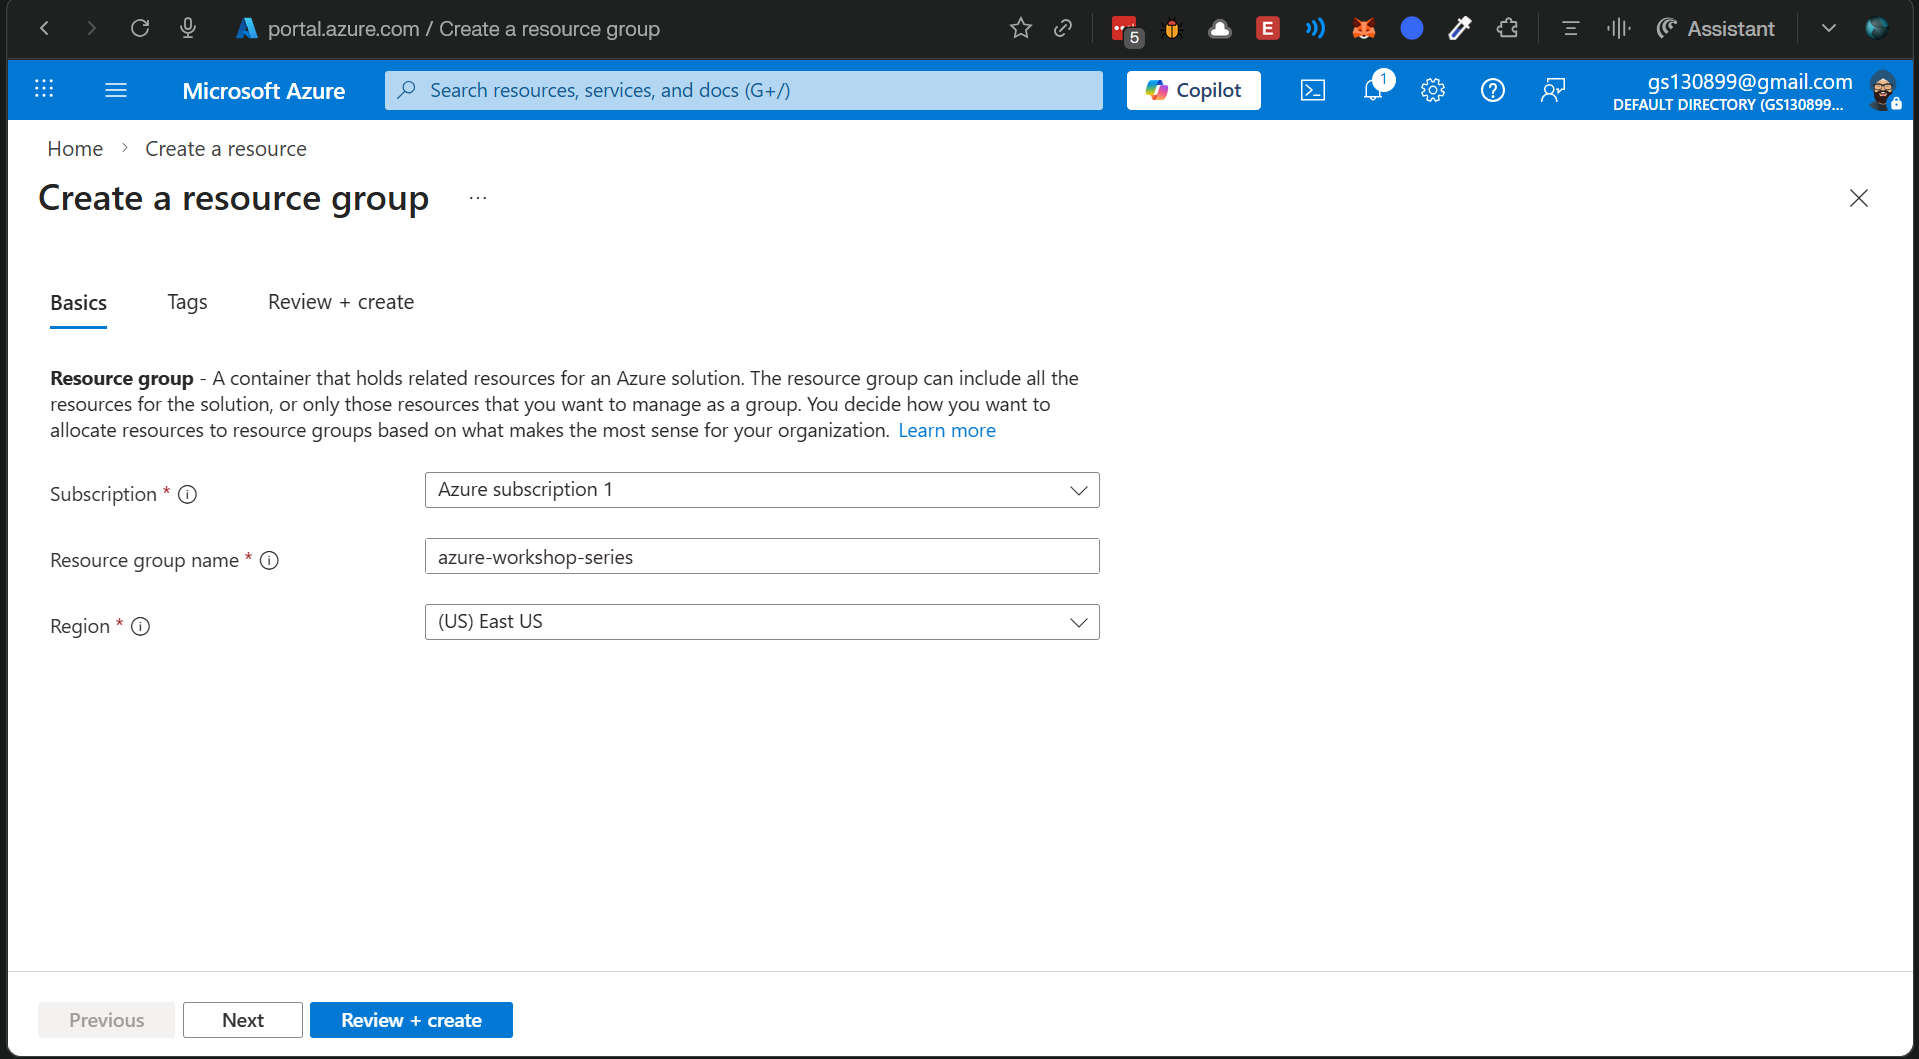 portal.azure.com / Create a resource group
5
E
Assistant
Microsoft Azure
Search resources, services, and docs (G+/)
Copilot
1
gs130899@gmail.com
DEFAULT DIRECTORY (GS130899...
Home > Create a resource
Create a resource group ...
Basics
Tags
Review + create
Resource group - A container that holds related resources for an Azure solution. The resource group can include all the
resources for the solution, or only those resources that you want to manage as a group. You decide how you want to
allocate resources to resource groups based on what makes the most sense for your organization. Learn more
Subscription *
Azure subscription 1
Resource group name *
azure-workshop-series
Region *
(US) East US
Previous
Next
Review + create